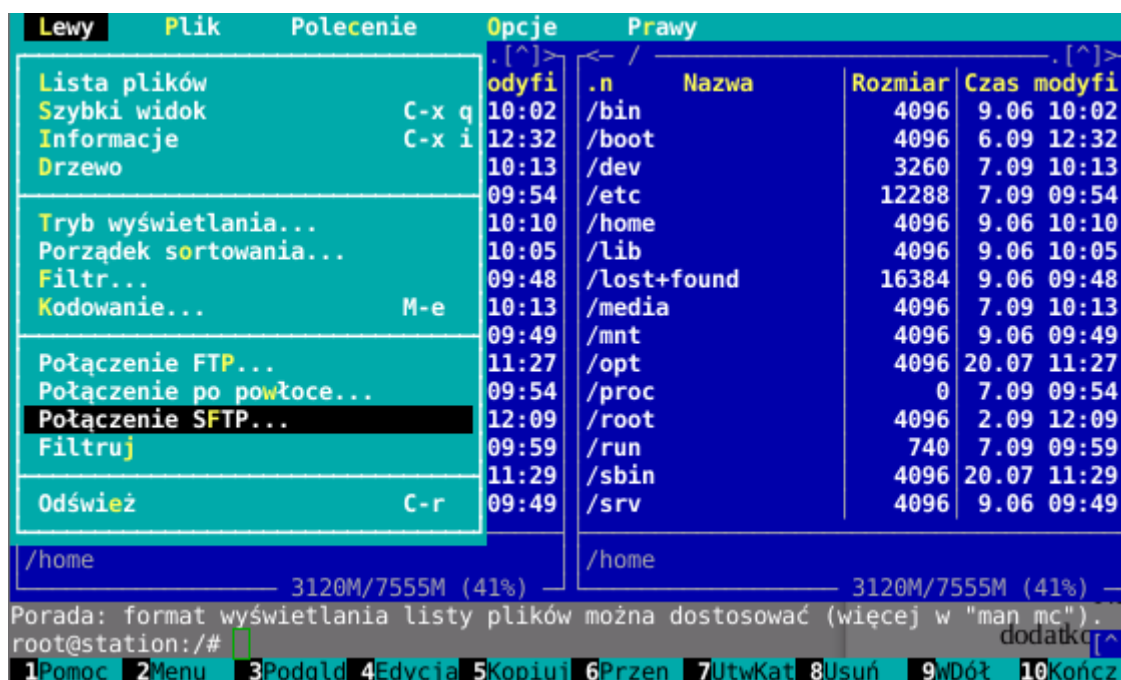 Lewy Plik Polecenie Opcje Prawy
.[^]> <- / .[^]>
Lista plików odyfi .n Nazwa Rozmiar Czas modyfi
Szybki widok C-x q 10:02 /bin 4096 9.06 10:02
Informacje C-x i 12:32 /boot 4096 6.09 12:32
Drzewo 10:13 /dev 3260 7.09 10:13
09:54 /etc 12288 7.09 09:54
Tryb wyświetlania... 10:10 /home 4096 9.06 10:10
Porządek sortowania... 10:05 /lib 4096 9.06 10:05
Filtr... 09:48 /lost+found 16384 9.06 09:48
Kodowanie... M-e 10:13 /media 4096 7.09 10:13
09:49 /mnt 4096 9.06 09:49
Połączenie FTP... 11:27 /opt 4096 20.07 11:27
Połączenie po powłoce... 09:54 /proc 0 7.09 09:54
Połączenie SFTP... 12:09 /root 4096 2.09 12:09
Filtruj 09:59 /run 740 7.09 09:59
11:29 /sbin 4096 20.07 11:29
Odśwież C-r 09:49 /srv 4096 9.06 09:49
/home /home
3120M/7555M (41%) 3120M/7555M (41%)
Porada: format wyświetlania listy plików można dostosować (więcej w "man mc").
root@station:/# [^
1Pomoc 2Menu 3Podgld 4Edycja 5Kopiuj 6Przen 7UtwKat 8Usuń 9WDół 10Kończ